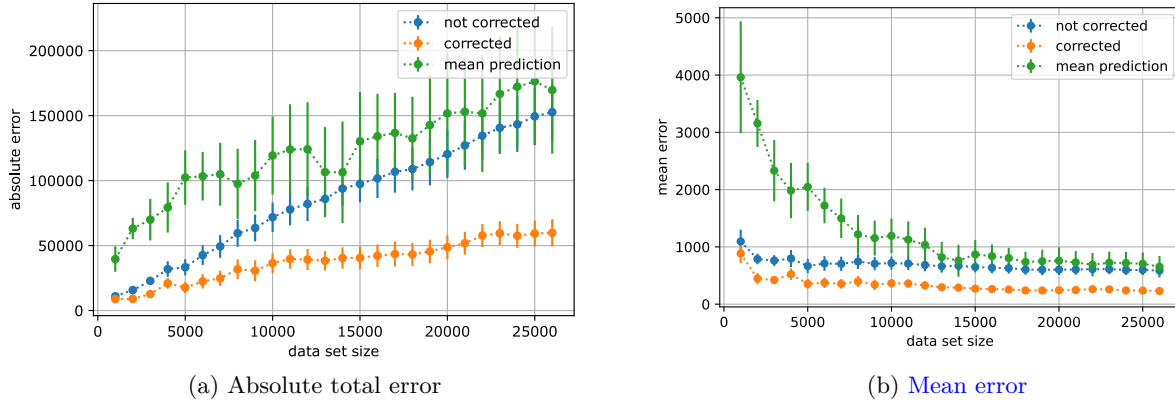 not corrected
corrected
mean prediction
200000
150000
100000
50000
0
absolute error
0 5000 10000 15000 20000 25000
data set size
(a) Absolute total error
not corrected
corrected
mean prediction
5000
4000
3000
2000
1000
0
mean error
0 5000 10000 15000 20000 25000
data set size
(b) Mean error